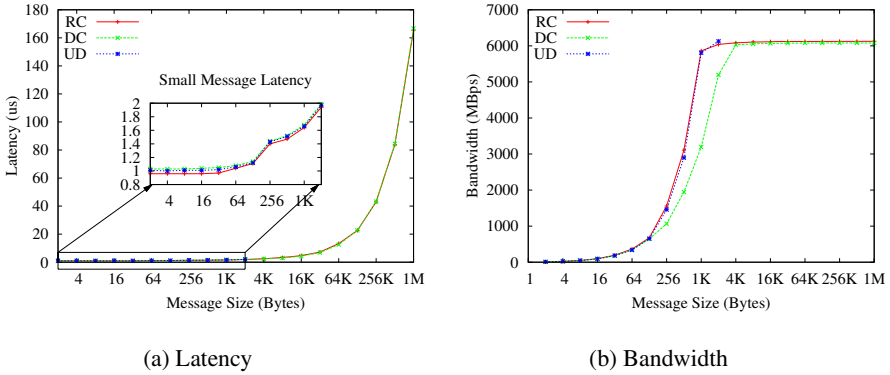 RC
DC
UD
Small Message Latency
2
1.8
1.6
1.4
1.2
1
0.8
4 16 64 256 1K
180
160
140
120
100
80
60
40
20
0
Latency (us)
4 16 64 256 1K 4K 16K 64K 256K 1M
Message Size (Bytes)
(a) Latency
RC
DC
UD
7000
6000
5000
4000
3000
2000
1000
0
Bandwidth (MBps)
1 4 16 64 256 1K 4K 16K 64K 256K 1M
Message Size (Bytes)
(b) Bandwidth